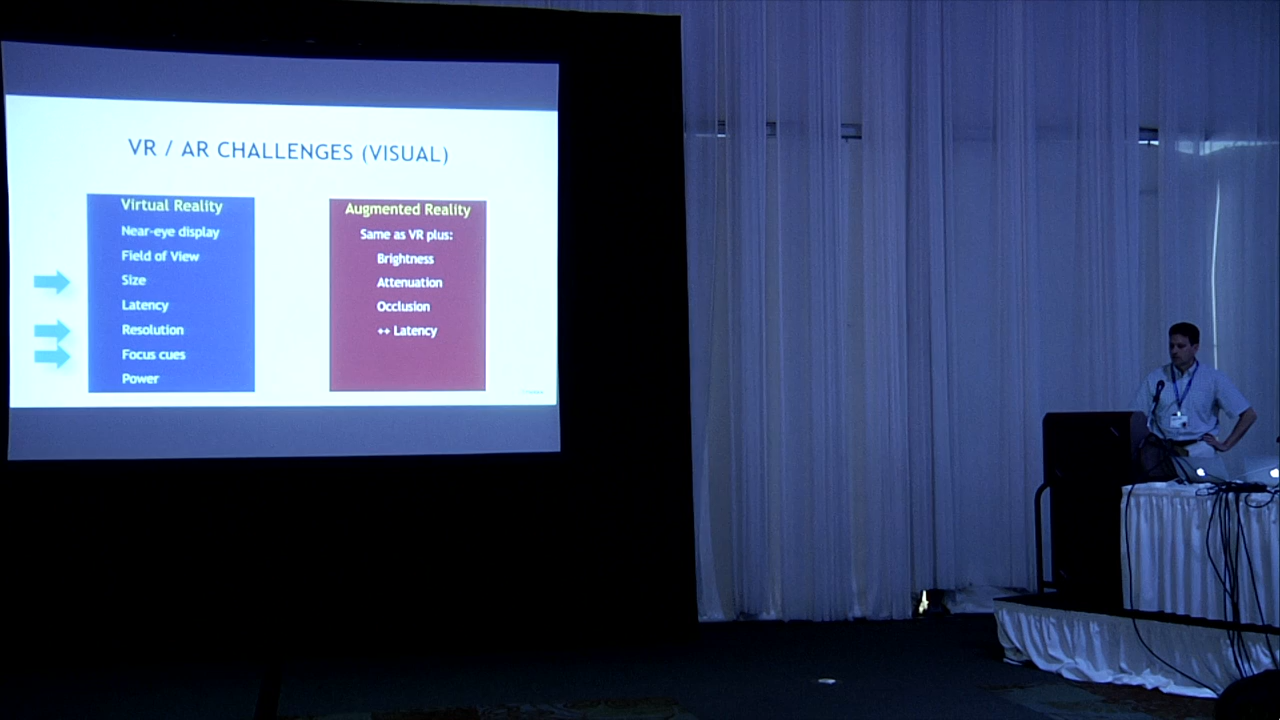 VR / AR CHALLENGES (VISUAL)
Virtual Reality
Near-eye display
Field of View
Size
Latency
Resolution
Focus cues
Power
Augmented Reality
Same as VR plus:
Brightness
Attenuation
Occlusion
++ Latency